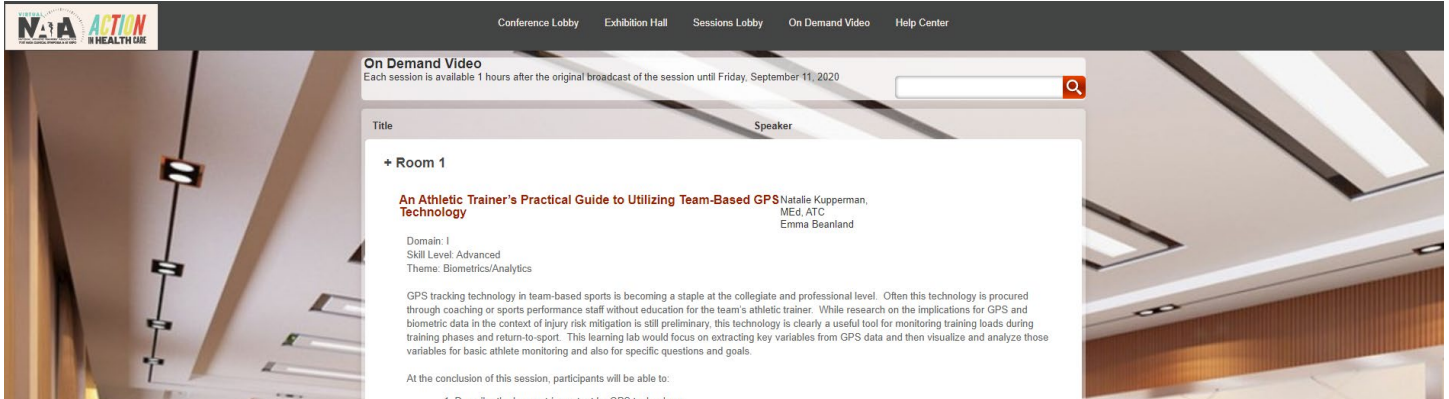 VIRTUAL
NATA
ACTION
IN HEALTH CARE
Conference Lobby Exhibition Hall Sessions Lobby On Demand Video Help Center
On Demand Video
Each session is available 1 hours after the original broadcast of the session until Friday, September 11, 2020
Title Speaker
+ Room 1
An Athletic Trainer's Practical Guide to Utilizing Team-Based GPS Natalie Kupperman,
Technology MEd, ATC
Emma Beanland
Domain: I
Skill Level: Advanced
Theme: Biometrics/Analytics
GPS tracking technology in team-based sports is becoming a staple at the collegiate and professional level. Often this technology is procured
through coaching or sports performance staff without education for the team's athletic trainer. While research on the implications for GPS and
biometric data in the context of injury risk mitigation is still preliminary, this technology is clearly a useful tool for monitoring training loads during
training phases and return-to-sport. This learning lab would focus on extracting key variables from GPS data and then visualize and analyze those
variables for basic athlete monitoring and also for specific questions and goals.
At the conclusion of this session, participants will be able to: